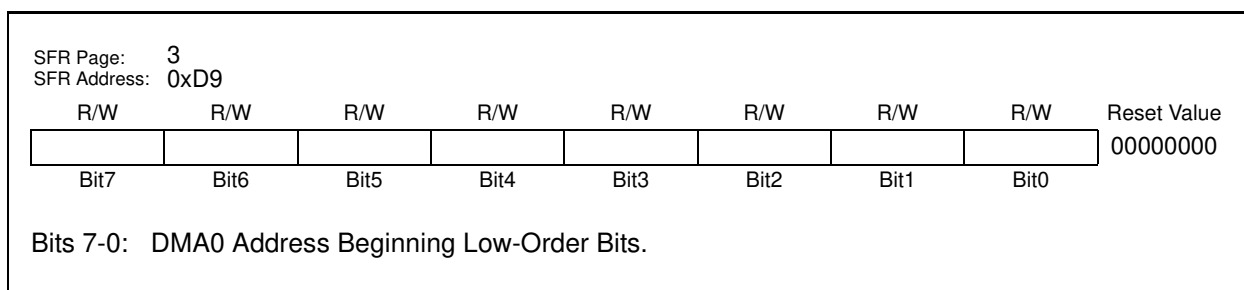 SFR Page: 3
SFR Address: 0xD9
R/W R/W R/W R/W R/W R/W R/W R/W Reset Value
00000000
Bit7 Bit6 Bit5 Bit4 Bit3 Bit2 Bit1 Bit0
Bits 7-0: DMA0 Address Beginning Low-Order Bits.